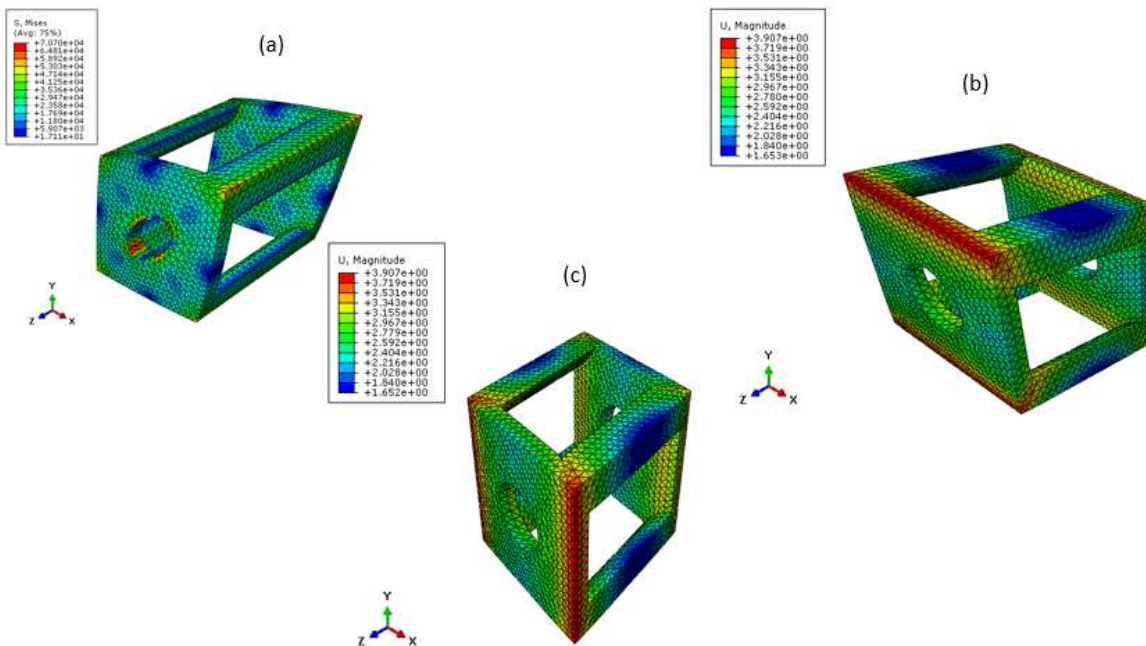 S, Mises
(Avg: 75%)
+7.070e+04
+6.481e+04
+5.892e+04
+5.303e+04
+4.714e+04
+4.125e+04
+3.536e+04
+2.947e+04
+2.358e+04
+1.769e+04
+1.180e+04
+5.907e+03
+1.711e+01
(a)
Y
Z
X
U, Magnitude
+3.907e+00
+3.719e+00
+3.531e+00
+3.343e+00
+3.155e+00
+2.967e+00
+2.780e+00
+2.592e+00
+2.404e+00
+2.216e+00
+2.028e+00
+1.840e+00
+1.653e+00
(b)
Y
Z
X
U, Magnitude
+3.907e+00
+3.719e+00
+3.531e+00
+3.343e+00
+3.155e+00
+2.967e+00
+2.779e+00
+2.592e+00
+2.404e+00
+2.216e+00
+2.028e+00
+1.840e+00
+1.652e+00
(c)
Y
Z
X